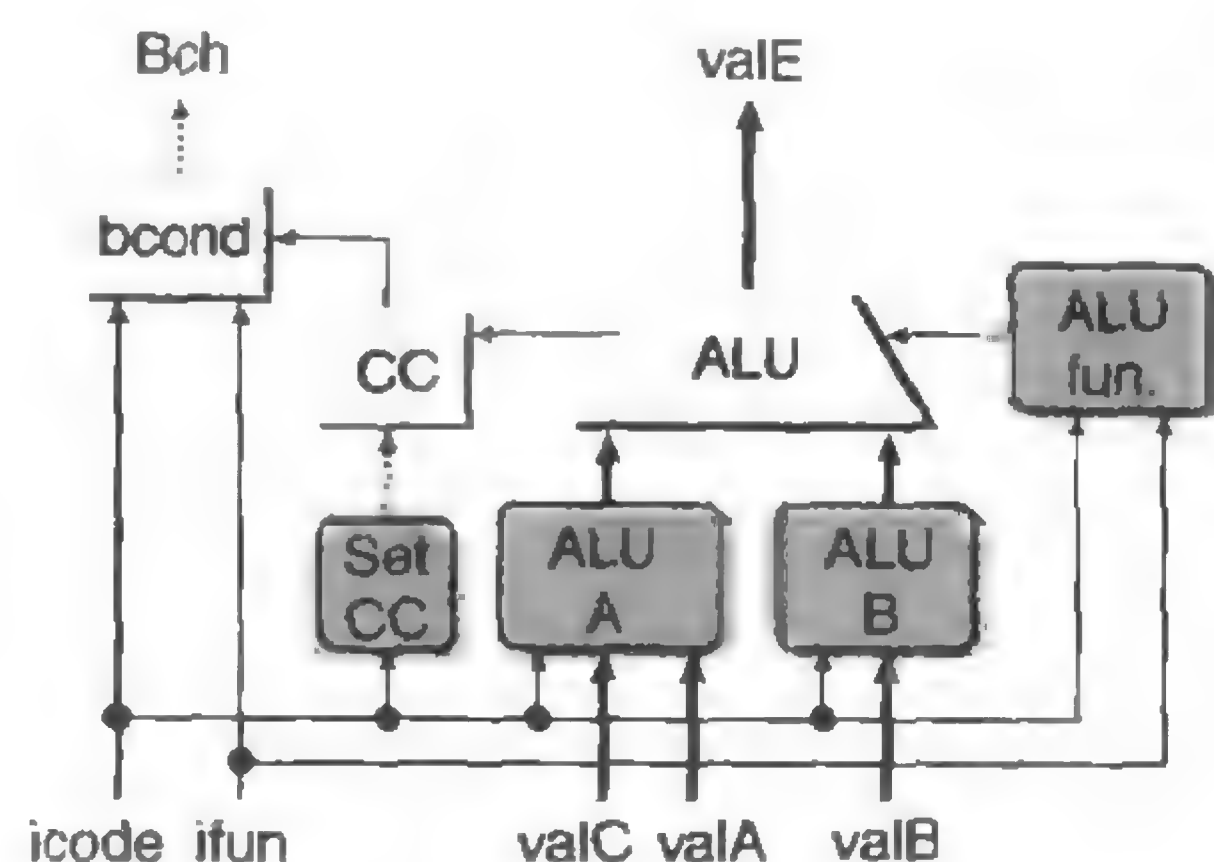 Bch
valE
bcond
ALU
fun.
CC
ALU
Set
CC
ALU
A
ALU
B
icode ifun valC valA valB